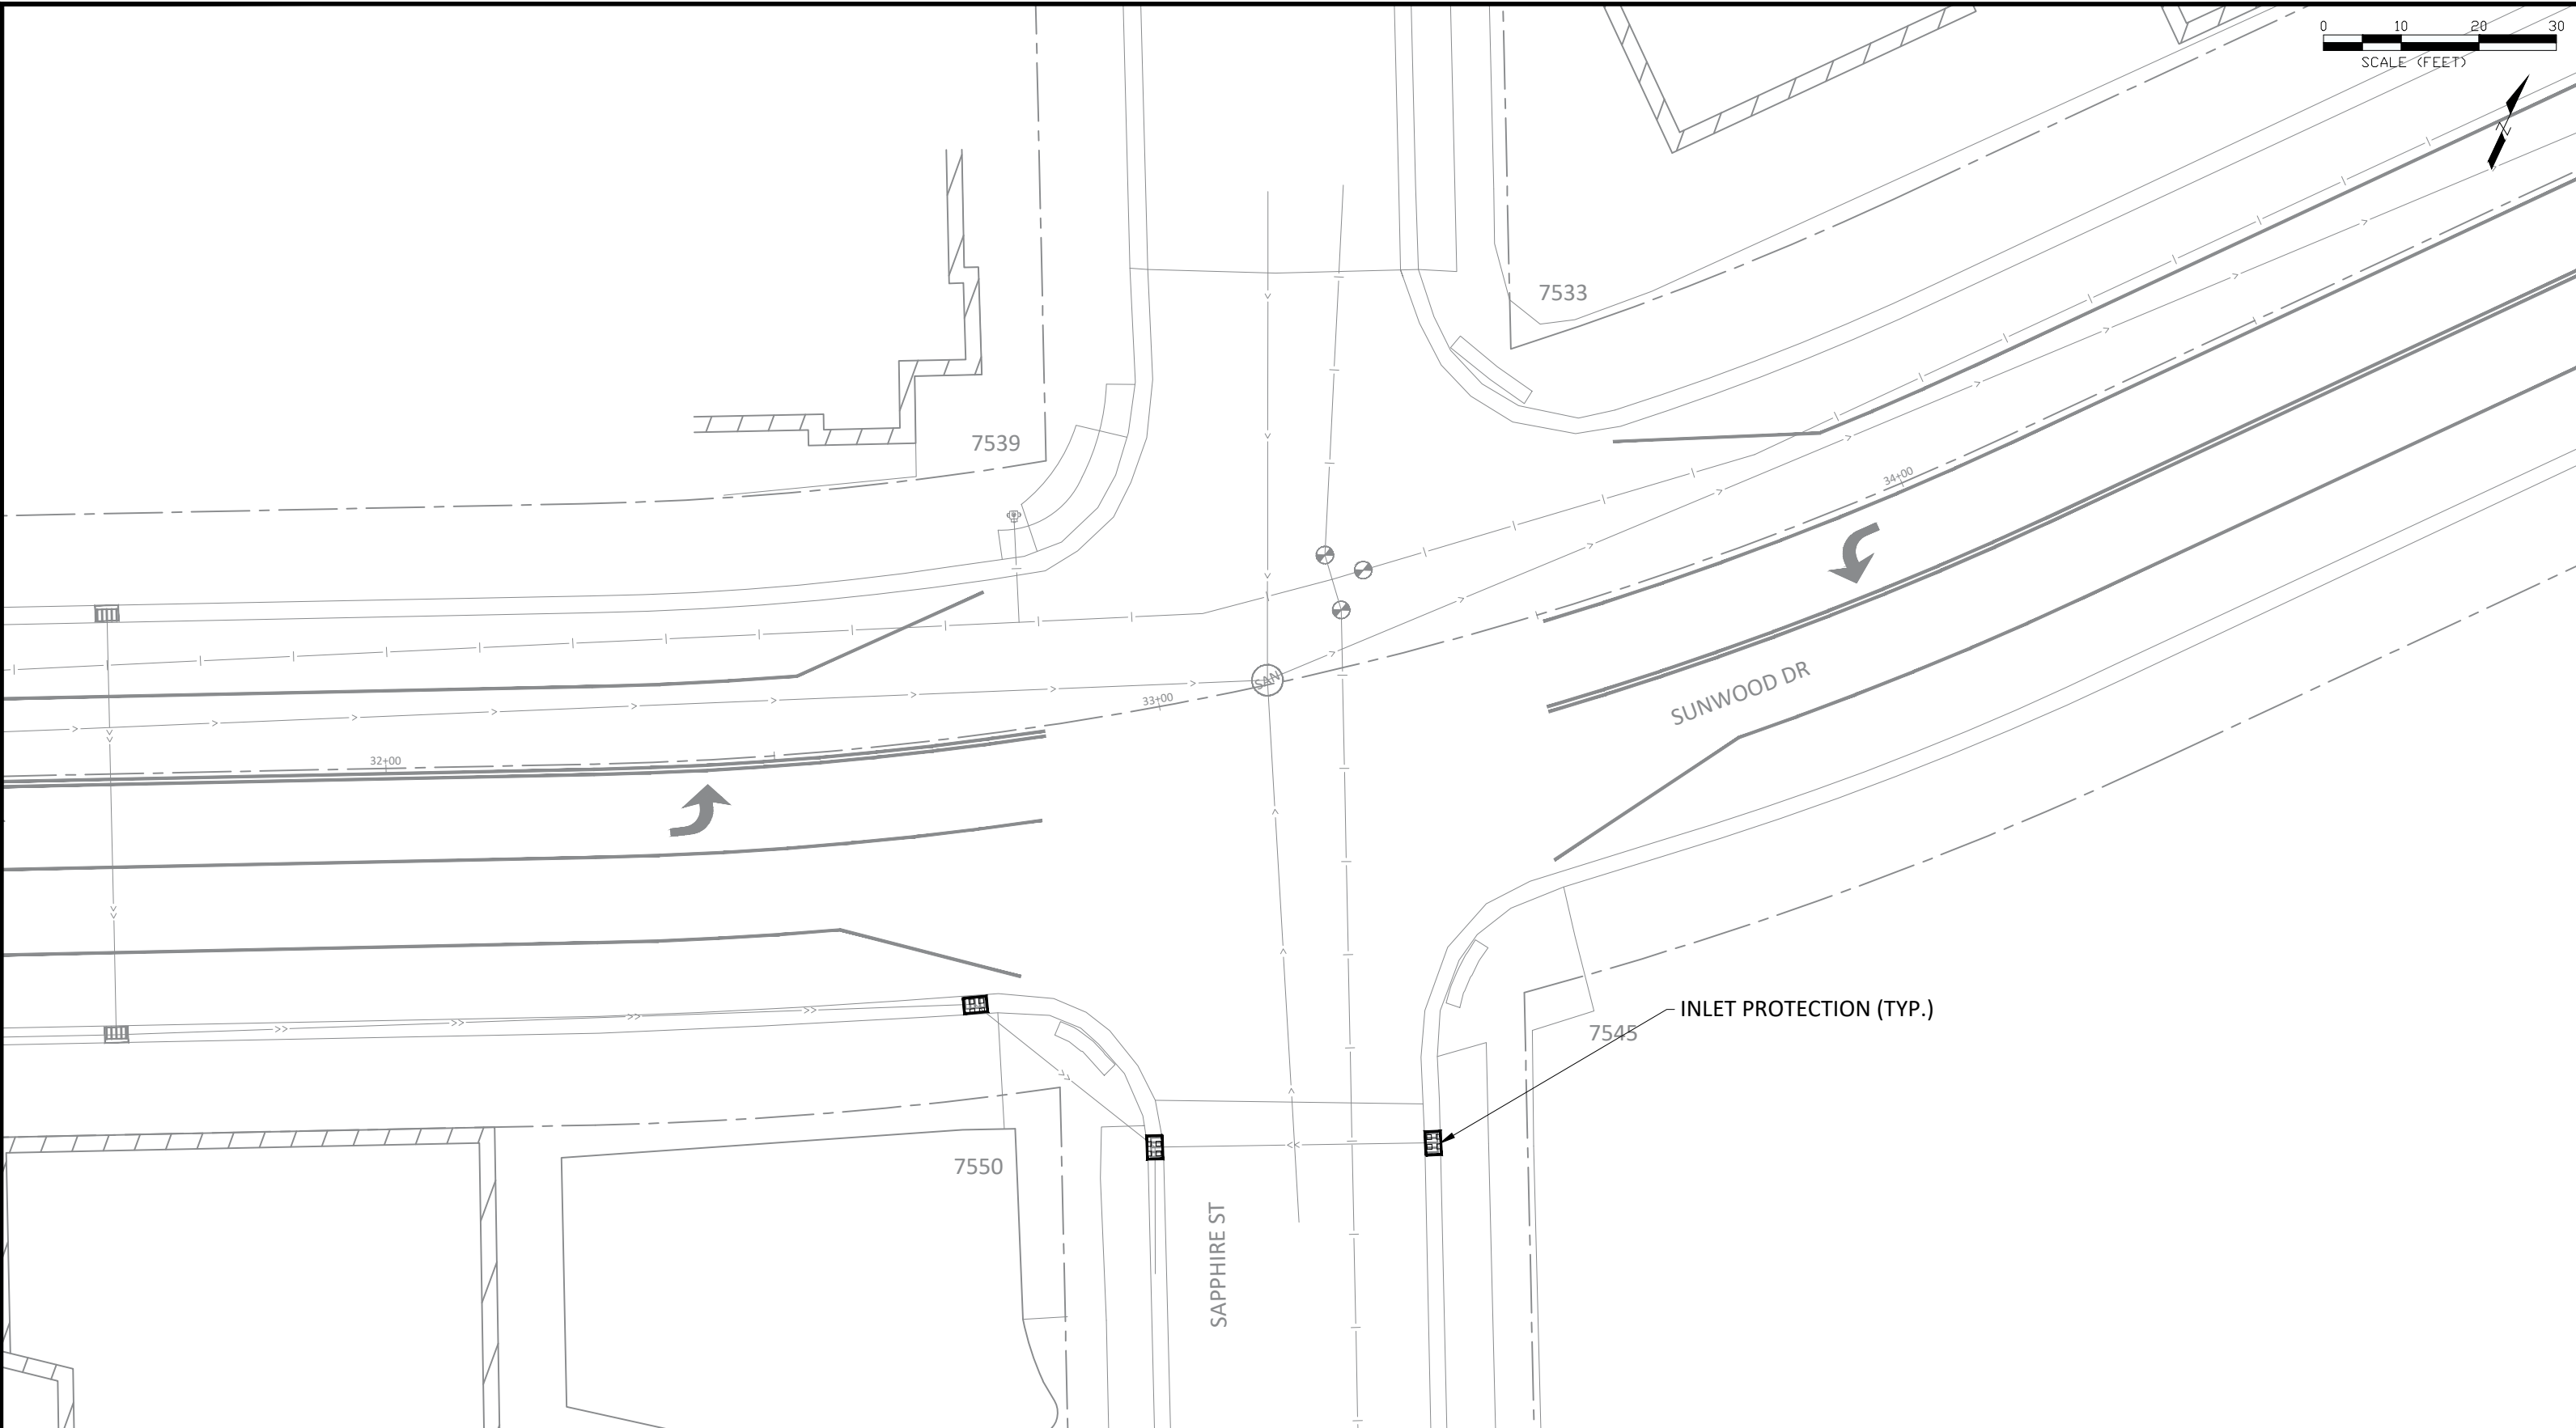 0 10 20 30
SCALE (FEET)
N
7533
7539
34+00
SAN
SUNWOOD DR
33+00
32+00
INLET PROTECTION (TYP.)
7545
7550
SAPPHIRE ST